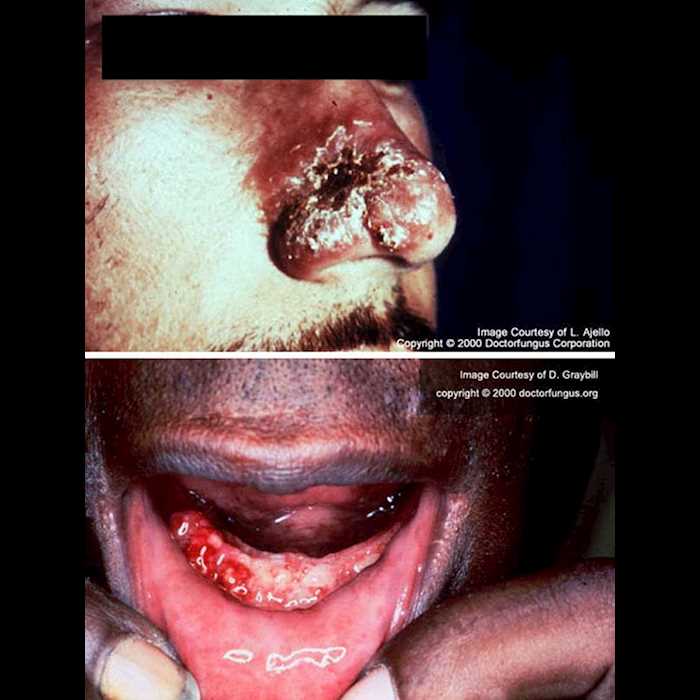 Image Courtesy of L. Ajello
Copyright © 2000 Doctorfungus Corporation
Image Courtesy of D. Graybill
copyright © 2000 doctorfungus.org